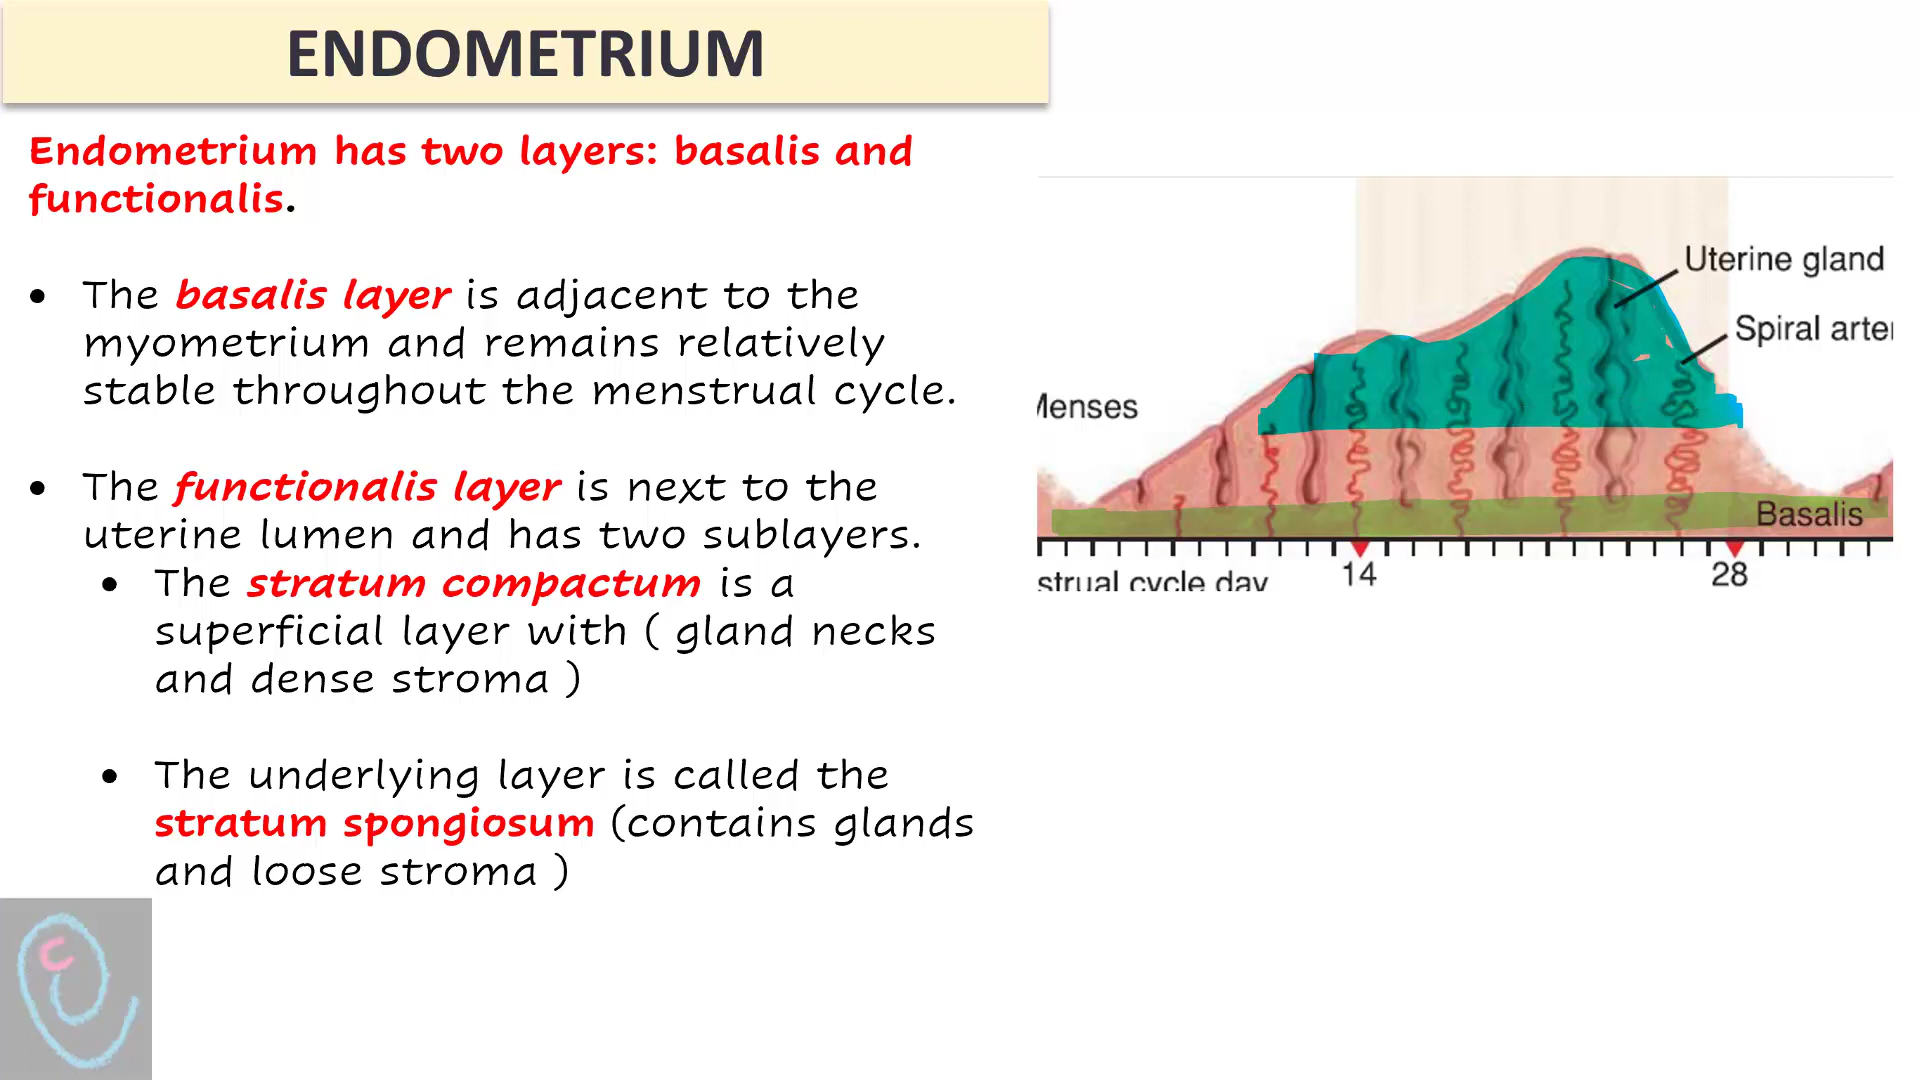 ENDOMETRIUM
Endometrium has two layers: basalis and
functionalis.
• The basalis layer is adjacent to the
myometrium and remains relatively
stable throughout the menstrual cycle.
• The functionalis layer is next to the
uterine lumen and has two sublayers.
• The stratum compactum is a
superficial layer with ( gland necks
and dense stroma )
• The underlying layer is called the
stratum spongiosum (contains glands
and loose stroma )
Uterine gland
Spiral arter
Menses
Basalis
14
28
strual cycle day